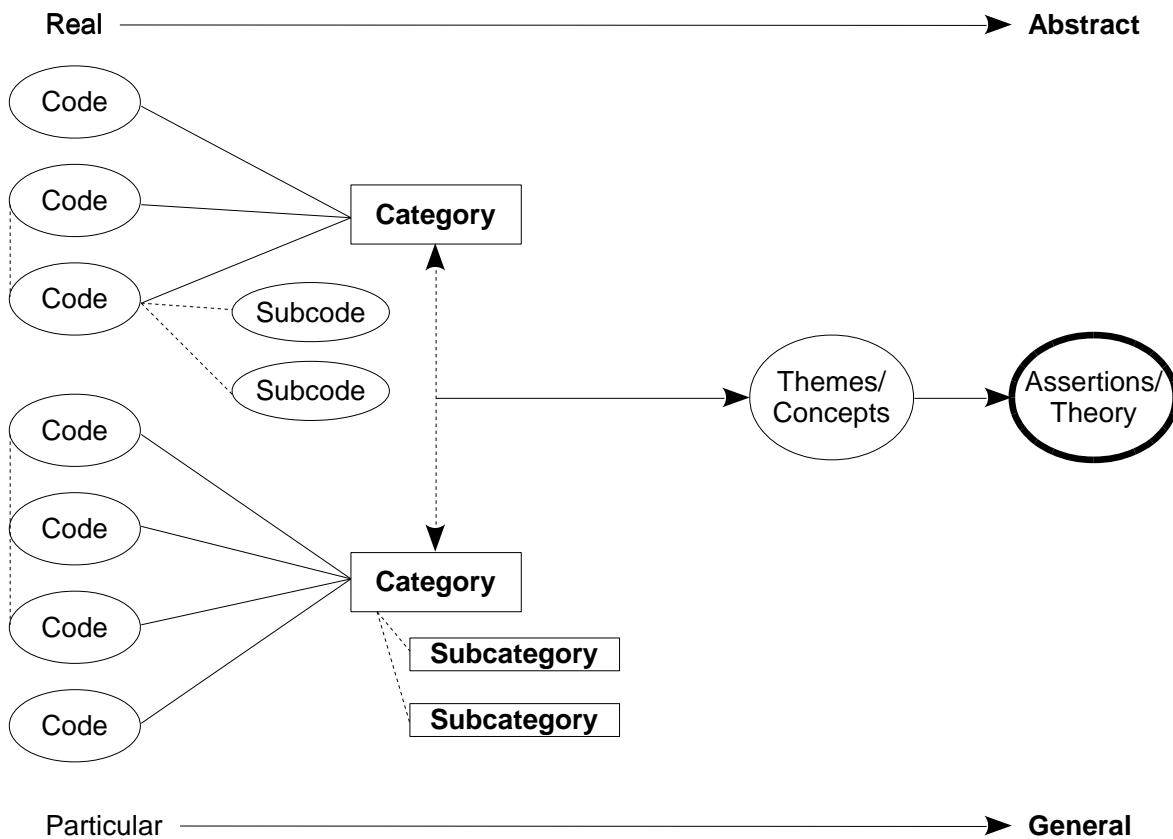 Real
Abstract
Code
Code
Category
Code
Subcode
Subcode
Themes/
Concepts
Assertions/
Theory
Code
Code
Category
Code
Subcategory
Code
Subcategory
Particular
General